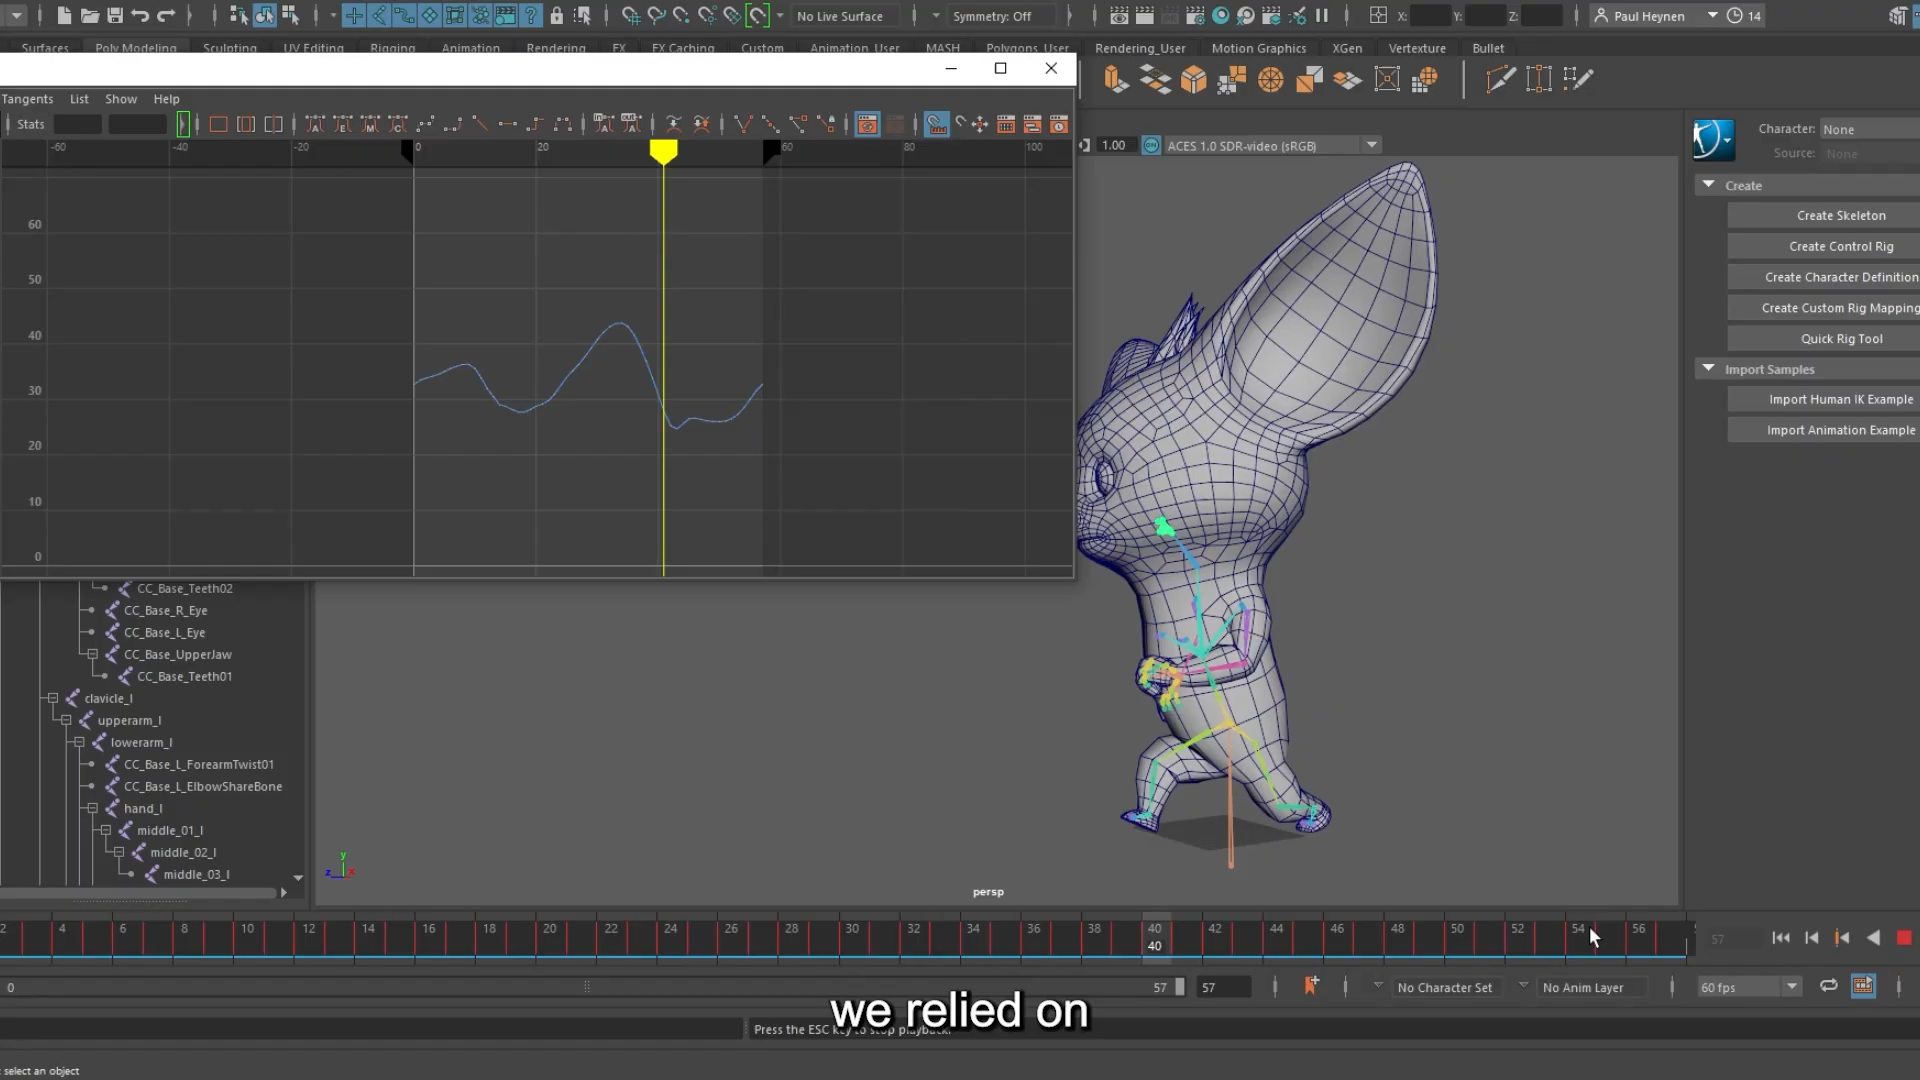 No Live Surface
Symmetry: Off
X:
Y:
Z:
Paul Heynen
14
Surfaces
Poly Modeling
Sculpting
UV Editing
Rigging
Animation
Rendering
FX
FX Caching
Custom
Animation_User
MASH
Polygons_User
Rendering_User
Motion Graphics
XGen
Vertexture
Bullet
Tangents
List
Show
Help
Stats
1.00
ACES 1.0 SDR-video (sRGB)
Character: None
Source: None
-60
-40
-20
0
20
60
80
100
60
50
40
30
20
10
0
Create
Create Skeleton
Create Control Rig
Create Character Definition
Create Custom Rig Mapping
Quick Rig Tool
Import Samples
Import Human IK Example
Import Animation Example
CC_Base_Teeth02
CC_Base_R_Eye
CC_Base_L_Eye
CC_Base_UpperJaw
CC_Base_Teeth01
clavicle_l
upperarm_l
lowerarm_l
CC_Base_L_ForearmTwist01
CC_Base_L_ElbowShareBone
hand_l
middle_01_l
middle_02_l
middle_03_l
y
z
x
persp
2 4 6 8 10 12 14 16 18 20 22 24 26 28 30 32 34 36 38 40 42 44 46 48 50 52 54 56
40
57
0
57
57
No Character Set
No Anim Layer
60 fps
we relied on
Press the ESC key to stop playback.
select an object